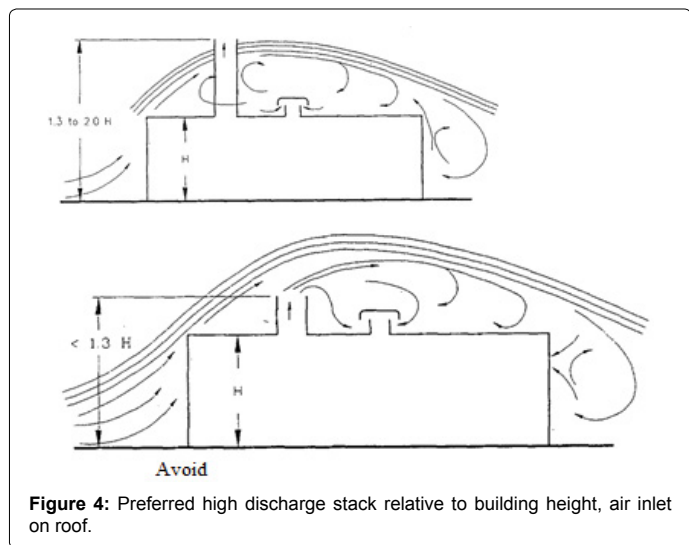 1.3 to 2.0 H
H
< 1.3 H
H
Avoid
Figure 4: Preferred high discharge stack relative to building height, air inlet
on roof.